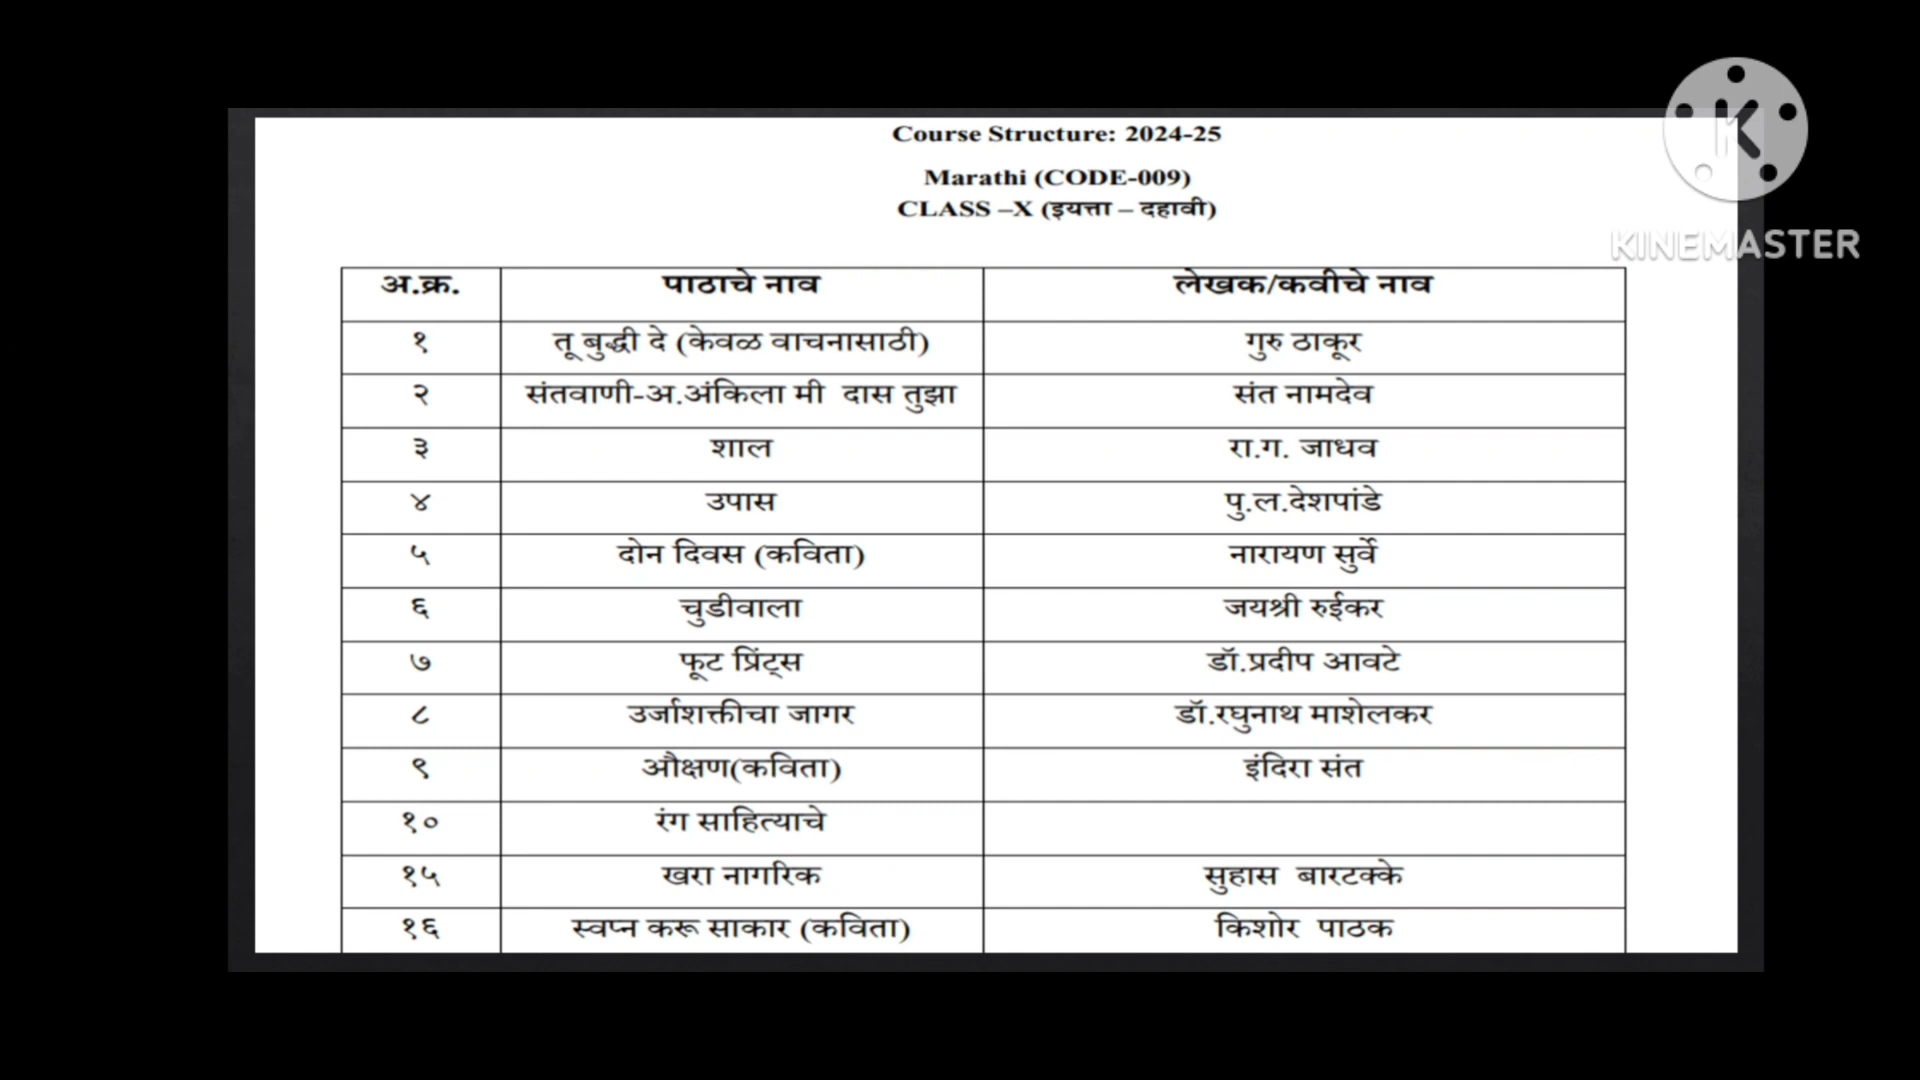 Course Structure: 2024-25
Marathi (CODE-009)
CLASS –X (इयत्ता – दहावी)
K
KINEMASTER
अ.क्र. पाठाचे नाव लेखक/कवीचे नाव
१ तू बुद्धी दे (केवळ वाचनासाठी) गुरु ठाकूर
२ संतवाणी-अ.अंकिला मी दास तुझा संत नामदेव
३ शाल रा.ग. जाधव
४ उपास पु.ल.देशपांडे
५ दोन दिवस (कविता) नारायण सुर्वे
६ चुडीवाला जयश्री रुईकर
७ फूट प्रिंट्स डॉ.प्रदीप आवटे
८ उर्जाशक्तीचा जागर डॉ.रघुनाथ माशेलकर
९ औक्षण(कविता) इंदिरा संत
१० रंग साहित्याचे
१५ खरा नागरिक सुहास बारटक्के
१६ स्वप्न करू साकार (कविता) किशोर पाठक